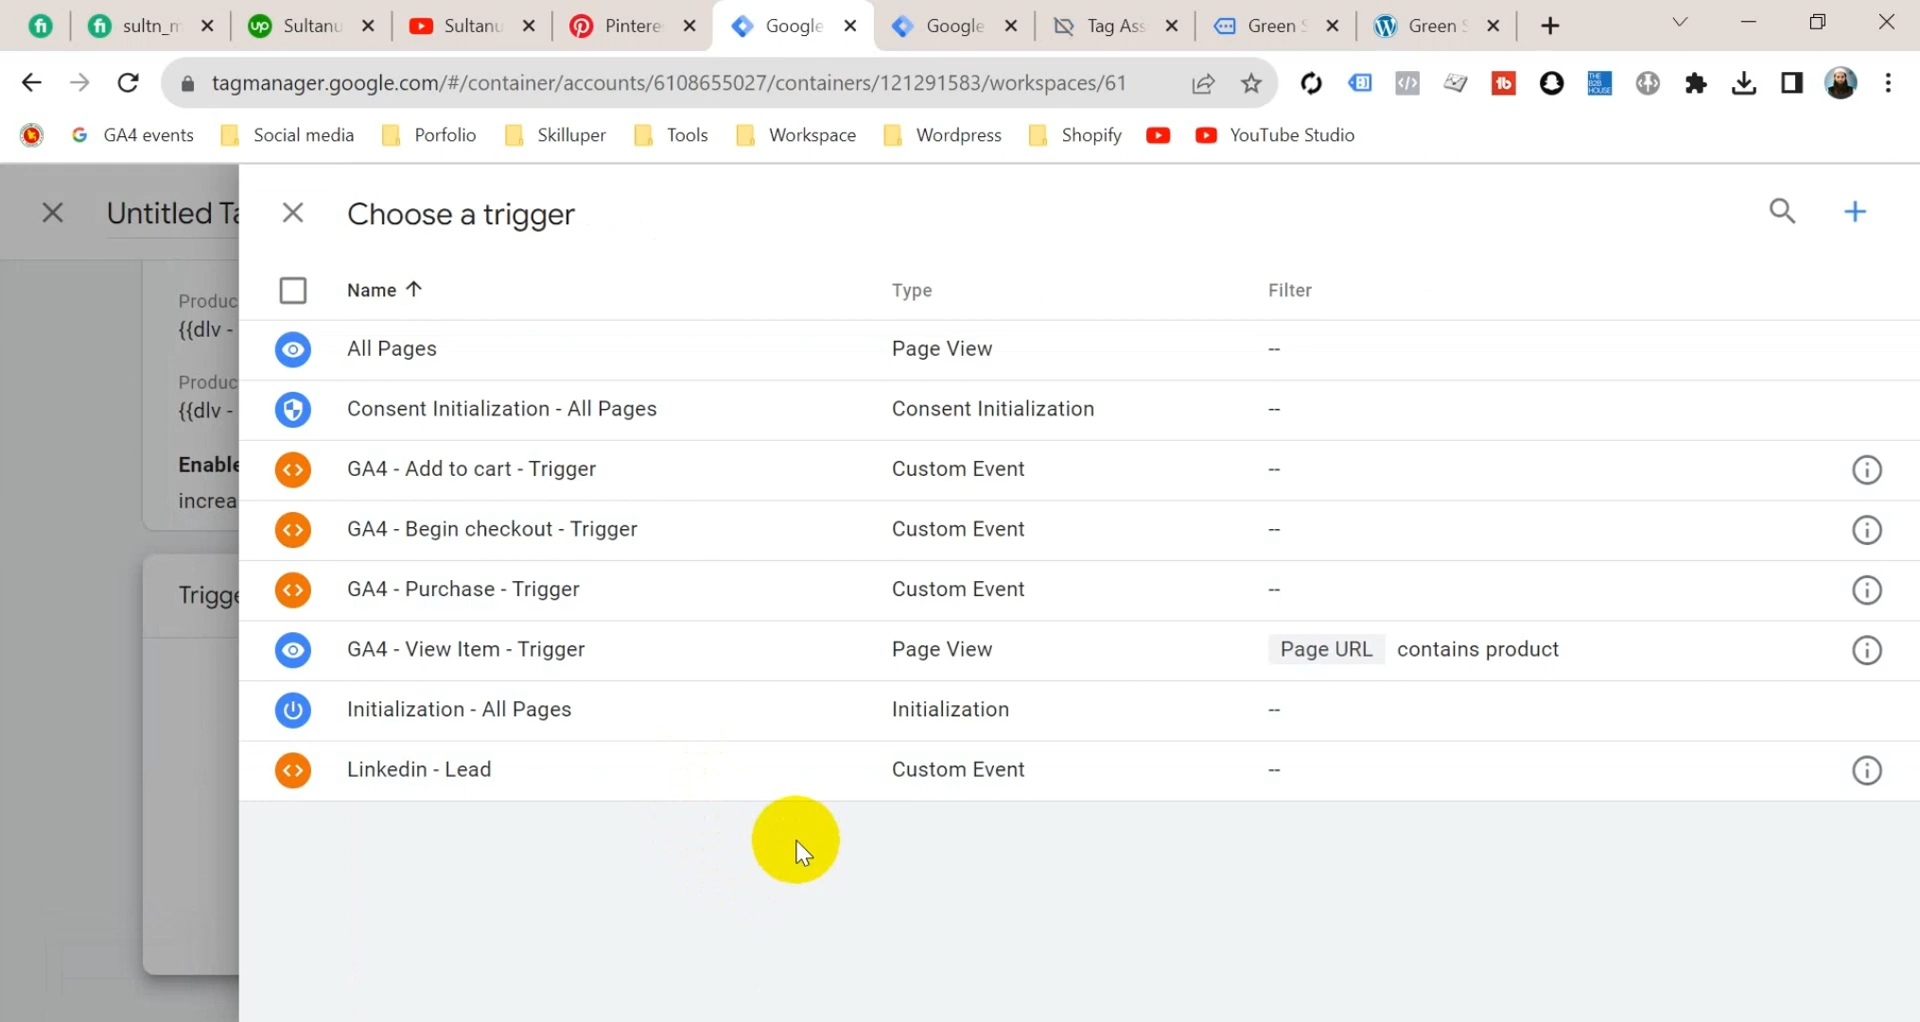 sultn_m
Sultanu
Sultanu
Pintere
Google
Google
Tag Ass
Green S
Green S
tagmanager.google.com/#/container/accounts/6108655027/containers/121291583/workspaces/61
GA4 events
Social media
Porfolio
Skilluper
Tools
Workspace
Wordpress
Shopify
YouTube Studio
Untitled Ta
Choose a trigger
Name
Type
Filter
Produc
{{dlv -
Produc
{{dlv -
Enable
increa
Trigge
All Pages
Page View
--
Consent Initialization - All Pages
Consent Initialization
--
GA4 - Add to cart - Trigger
Custom Event
--
GA4 - Begin checkout - Trigger
Custom Event
--
GA4 - Purchase - Trigger
Custom Event
--
GA4 - View Item - Trigger
Page View
Page URL contains product
Initialization - All Pages
Initialization
--
Linkedin - Lead
Custom Event
--